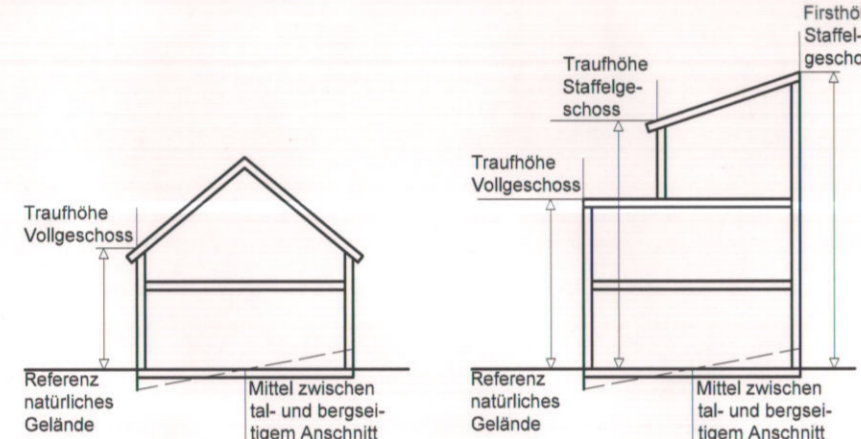 Traufhöhe
Vollgeschoss
Referenz
natürliches
Gelände
Mittel zwischen
tal- und bergsei-
tigem Anschnitt
Traufhöhe
Staffelge-
schoss
Staffel-
Traufhöhe
Vollgeschoss
Referenz
natürliches
Gelände
Mittel zwischen
tal- und bergsei-
tigem Anschnitt